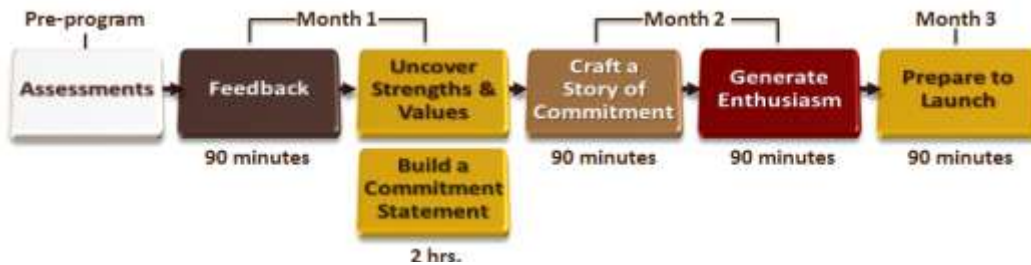 Pre-program
Month 1
Month 2
Month 3
Assessments
Feedback
Uncover
Strengths &
Values
Craft a
Story of
Commitment
Generate
Enthusiasm
Prepare to
Launch
90 minutes
Build a
Commitment
Statement
2 hrs.
90 minutes
90 minutes
90 minutes